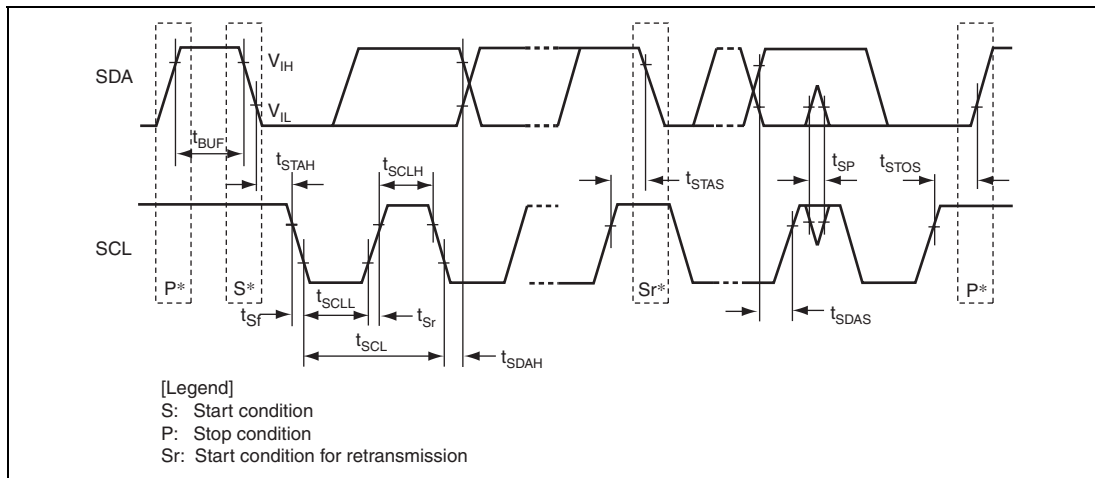 SDA
V_IH
V_IL
t_BUF
t_STAH
t_SCLH
t_STAS
t_SP
t_STOS
SCL
P*
S*
Sr*
P*
t_Sf
t_SCLL
t_Sr
t_SCL
t_SDAH
t_SDAS
[Legend]
S: Start condition
P: Stop condition
Sr: Start condition for retransmission